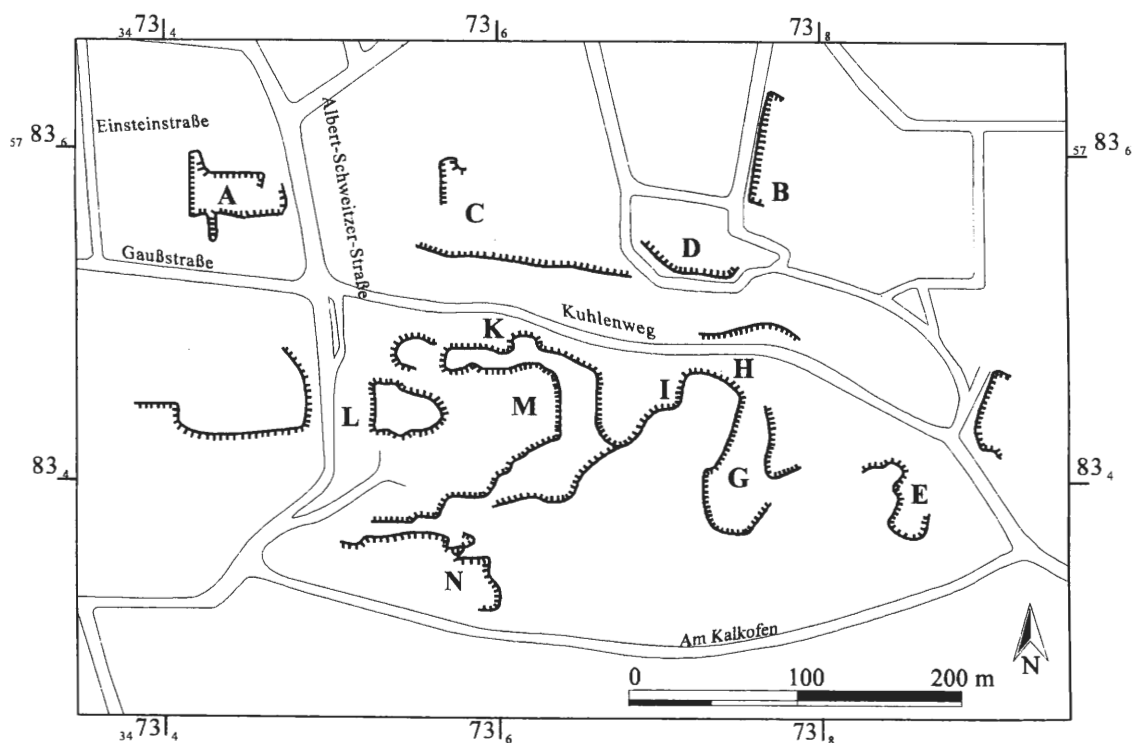 34 73 4
73 6
73 8
57 83 6
57 83 6
Einsteinstraße
Albert-Schweitzer-Straße
A
B
C
D
Gaußstraße
Kuhlenweg
K
H
I
M
L
83 4
83 4
G
E
N
Am Kalkofen
N
0 100 200 m
34 73 4
73 6
73 8